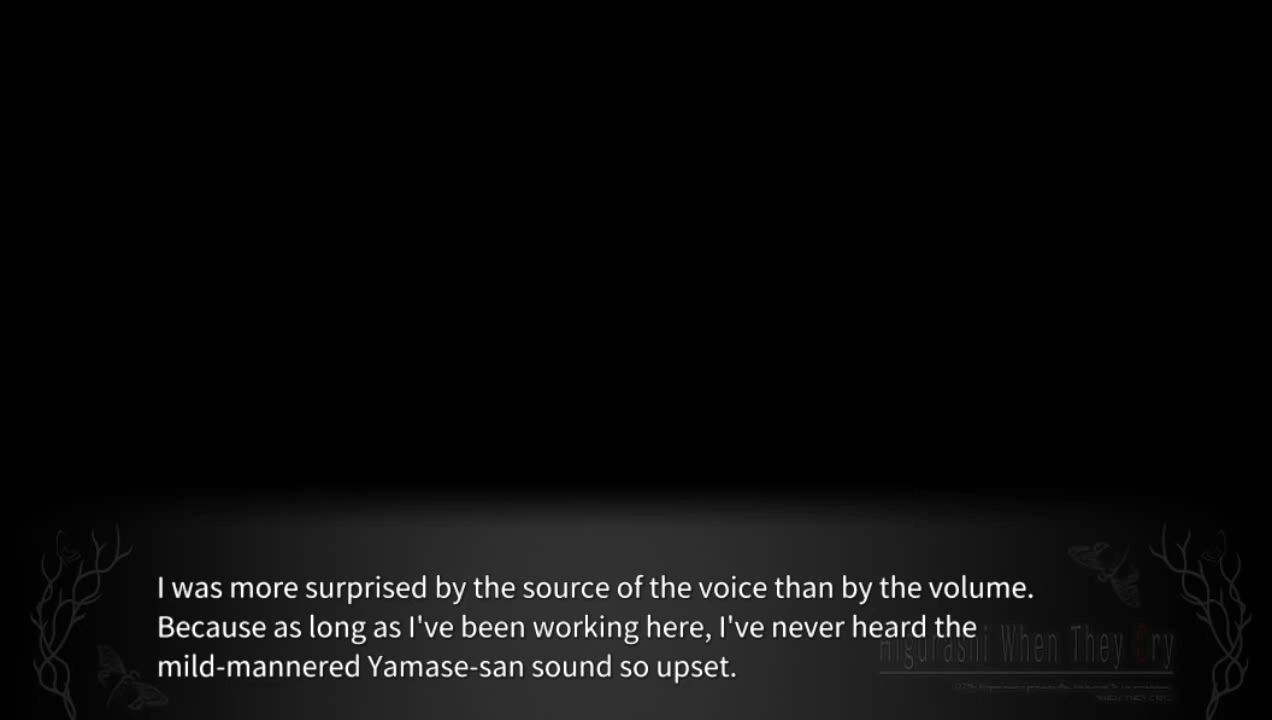 I was more surprised by the source of the voice than by the volume.
Because as long as I've been working here, I've never heard the
mild-mannered Yamase-san sound so upset.
Higurashi When They Cry